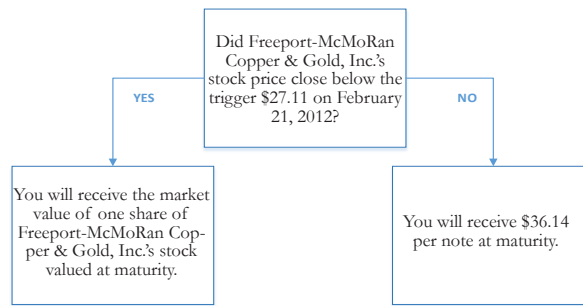 Did Freeport-McMoRan
Copper & Gold, Inc.'s
stock price close below the
trigger $27.11 on February
21, 2012?
YES
NO
You will receive the market
value of one share of
Freeport-McMoRan Cop-
per & Gold, Inc.'s stock
valued at maturity.
You will receive $36.14
per note at maturity.